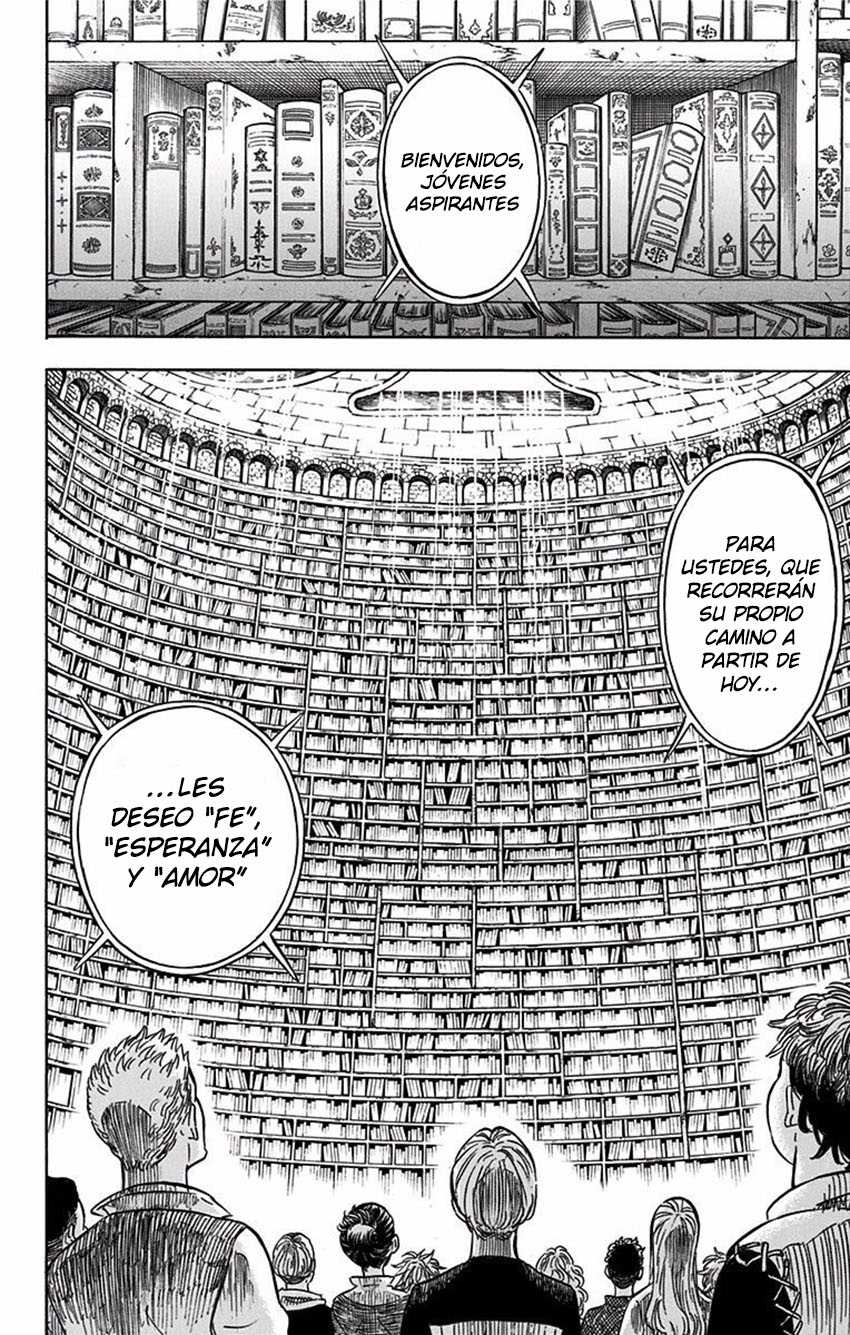 BIENVENIDOS,
JÓVENES
ASPIRANTES
PARA
USTEDES, QUE
RECORRERÁN
SU PROPIO
CAMINO A
PARTIR DE
HOY...
...LES
DESEO "FE",
"ESPERANZA"
Y "AMOR"